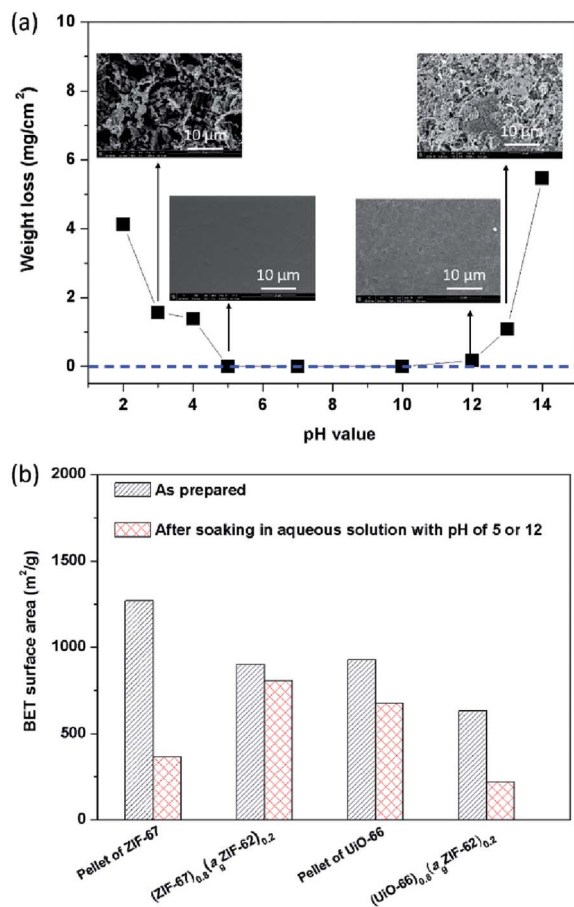 (a)
10
8
6
4
2
0
Weight loss (mg/cm²)
10 μm
10 μm
10 μm
10 μm
2 4 6 8 10 12 14
pH value
(b)
2000
1500
1000
500
0
BET surface area (m²/g)
As prepared
After soaking in aqueous solution with pH of 5 or 12
Pellet of ZIF-67
(ZIF-67)₀.₈(agZIF-62)₀.₂
Pellet of UiO-66
(UiO-66)₀.₈(agZIF-62)₀.₂